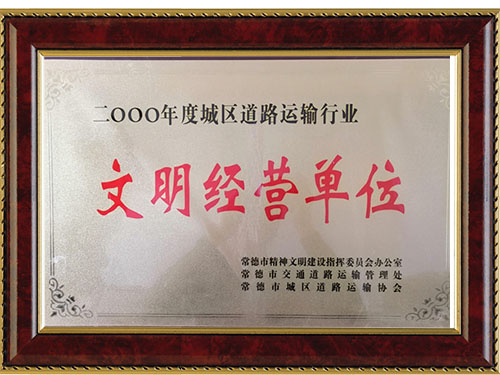 二〇〇〇年度城区道路运输行业
文明经营单位
常德市精神文明建设指挥委员会办公室
常德市交通道路运输管理处
常德市城区道路运输协会